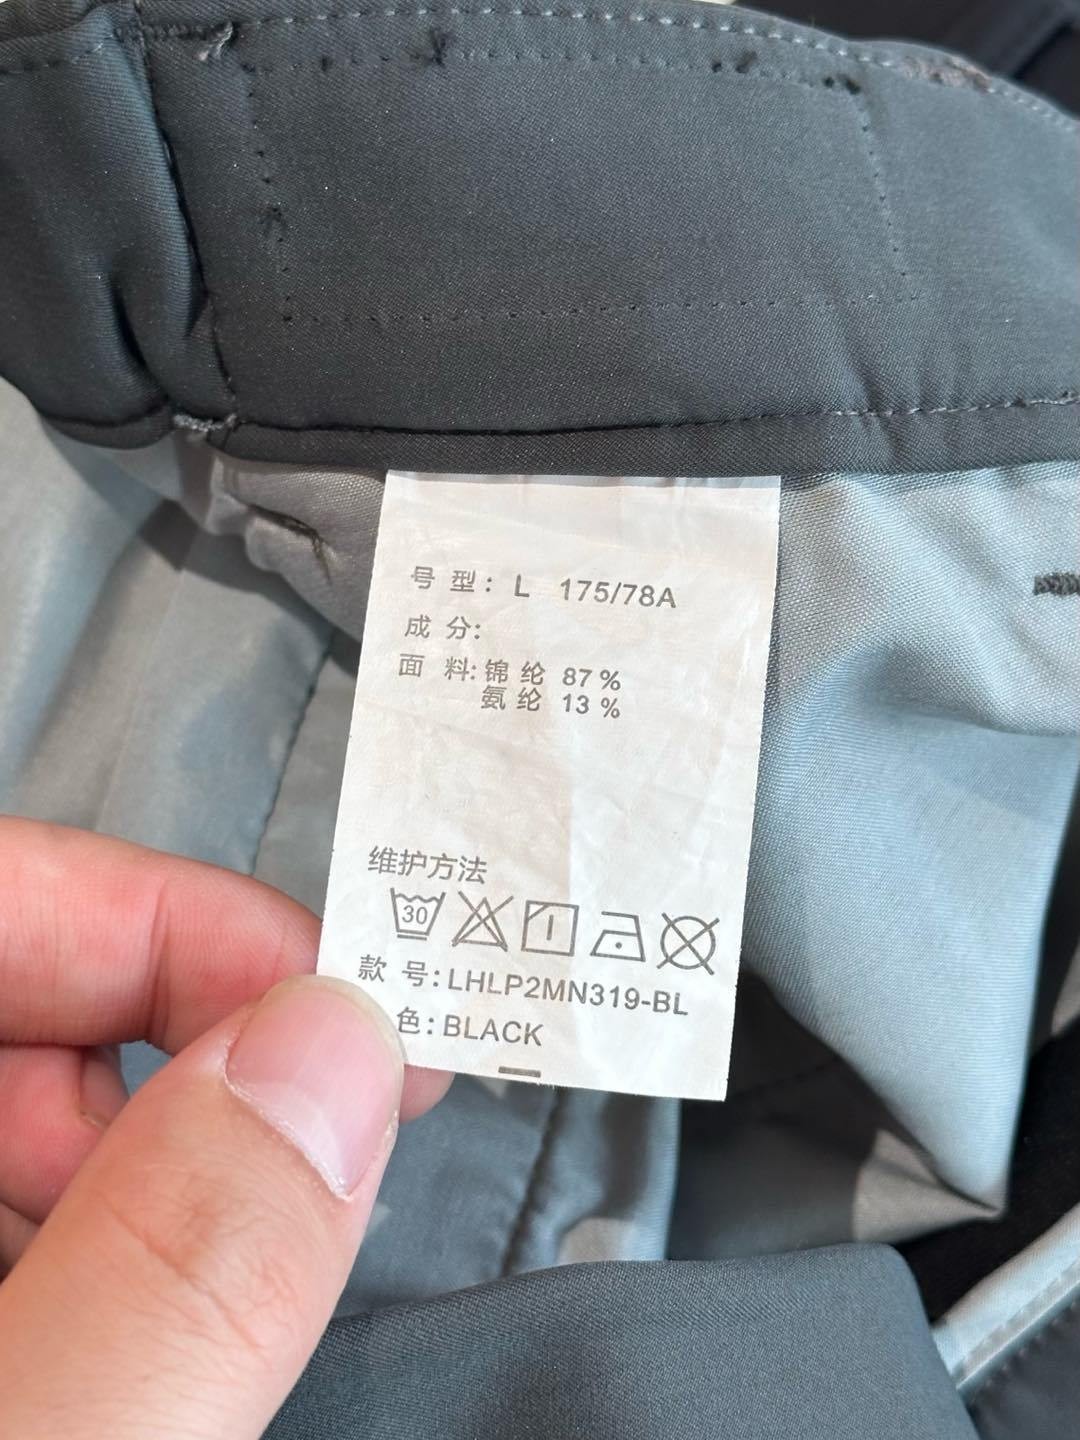 号 型: L 175/78A
成 分:
面 料: 锦 纶 87 %
氨 纶 13 %
维护方法
30
款 号: LHLP2MN319-BL
色: BLACK